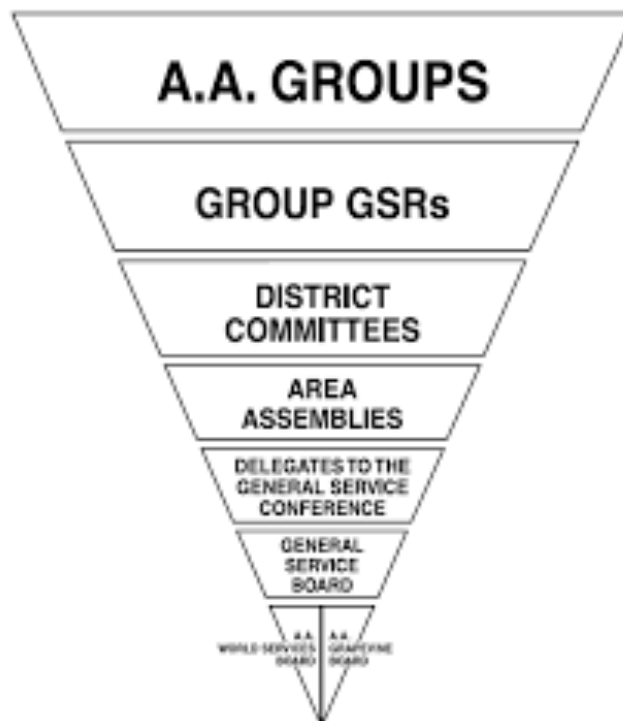 A.A. GROUPS
GROUP GSRs
DISTRICT
COMMITTEES
AREA
ASSEMBLIES
DELEGATES TO THE
GENERAL SERVICE
CONFERENCE
GENERAL
SERVICE
BOARD
A.A.
WORLD SERVICES
BOARD
A.A.
GRAPEVINE
BOARD